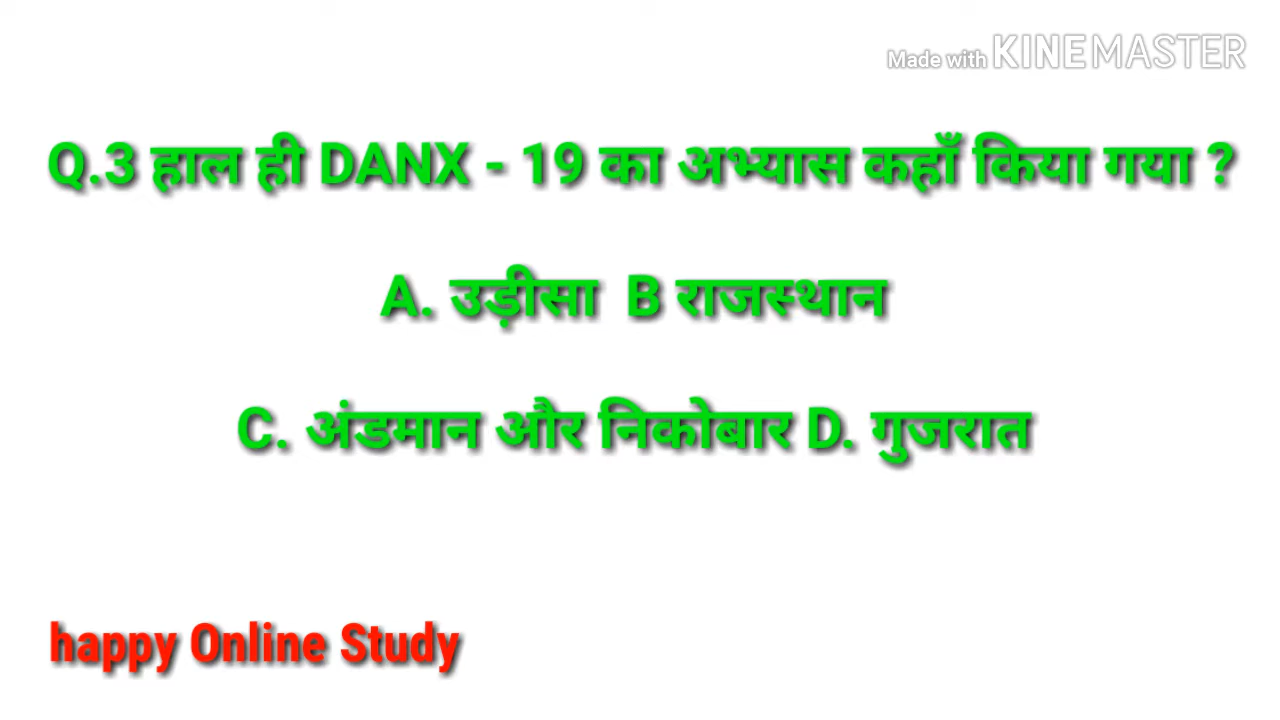 Made with KINEMASTER
Q.3 हाल ही DANX - 19 का अभ्यास कहाँ किया गया ?
A. उड़ीसा B राजस्थान
C. अंडमान और निकोबार D. गुजरात
happy Online Study